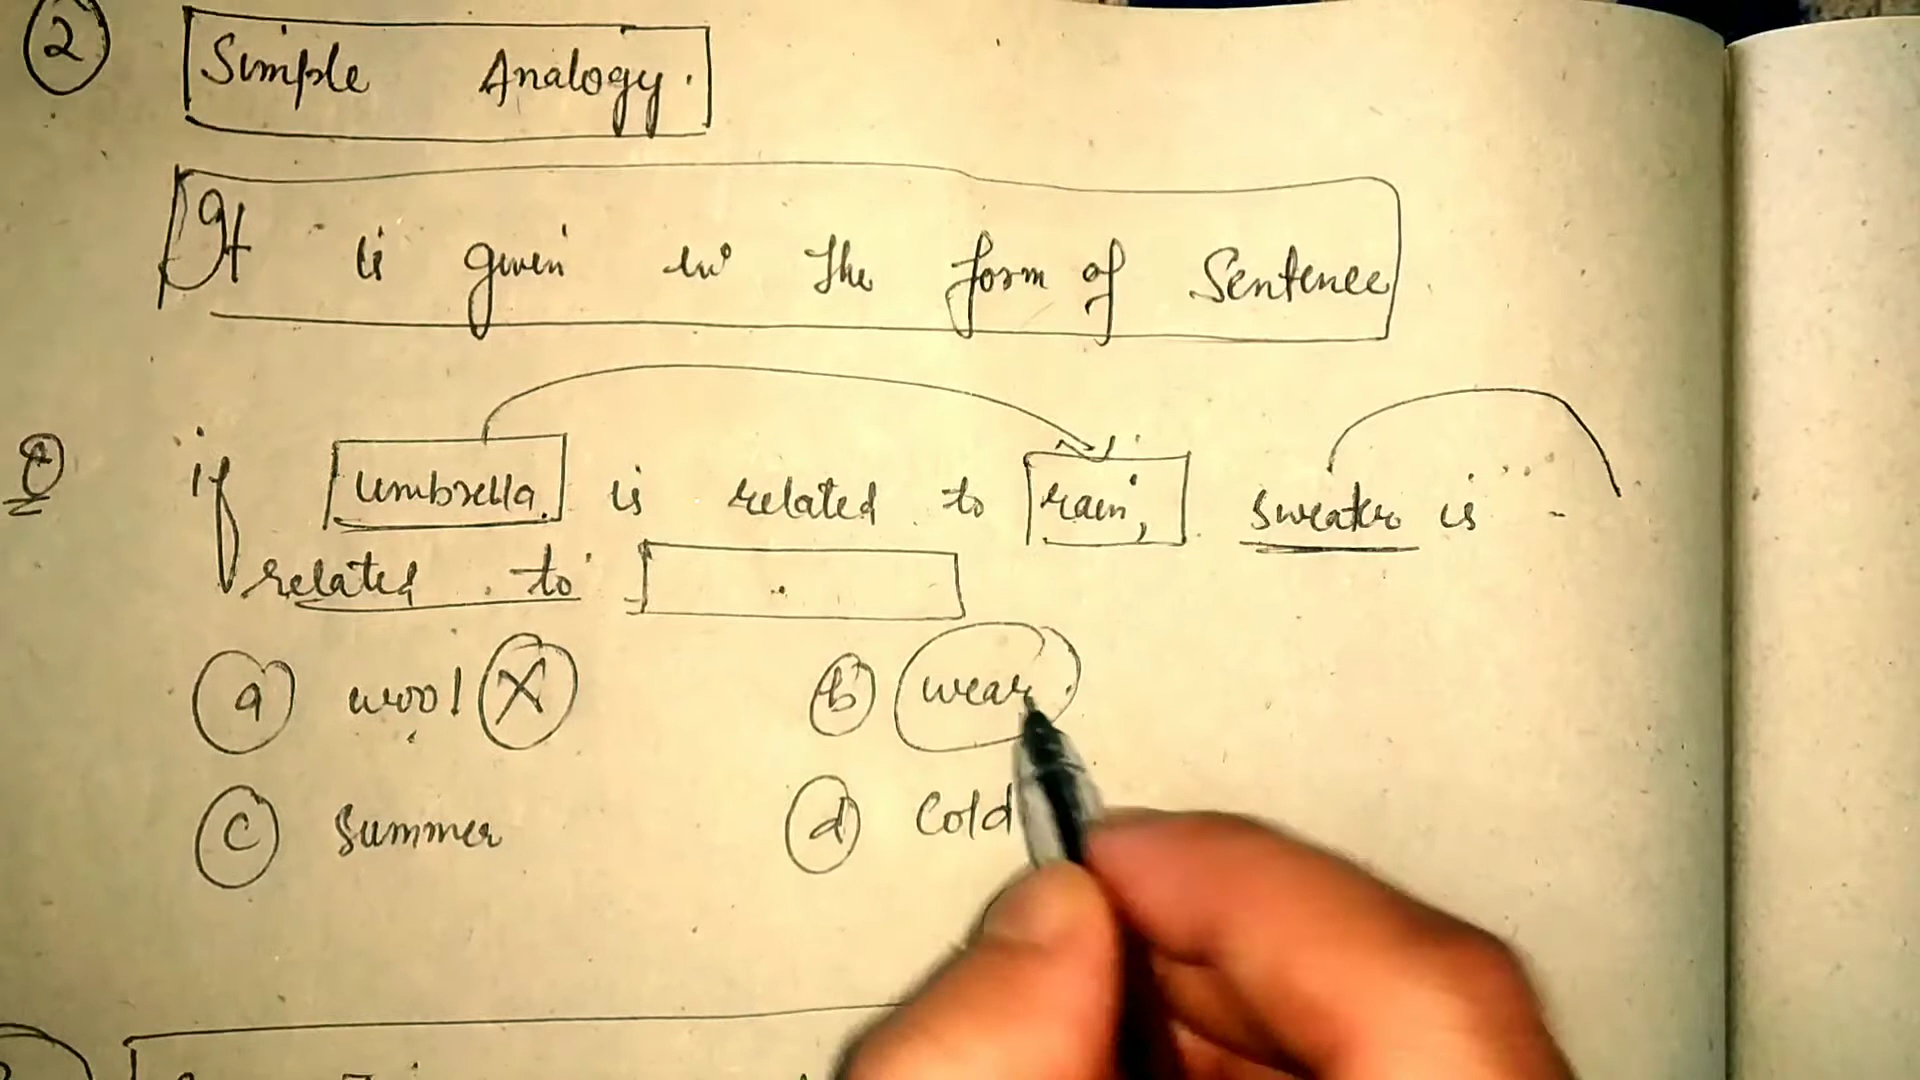 2 Simple Analogy.
It is given in the form of Sentence
Q if umbrella is related to rain, sweater is
related to
a wool X b wear
c summer d Cold